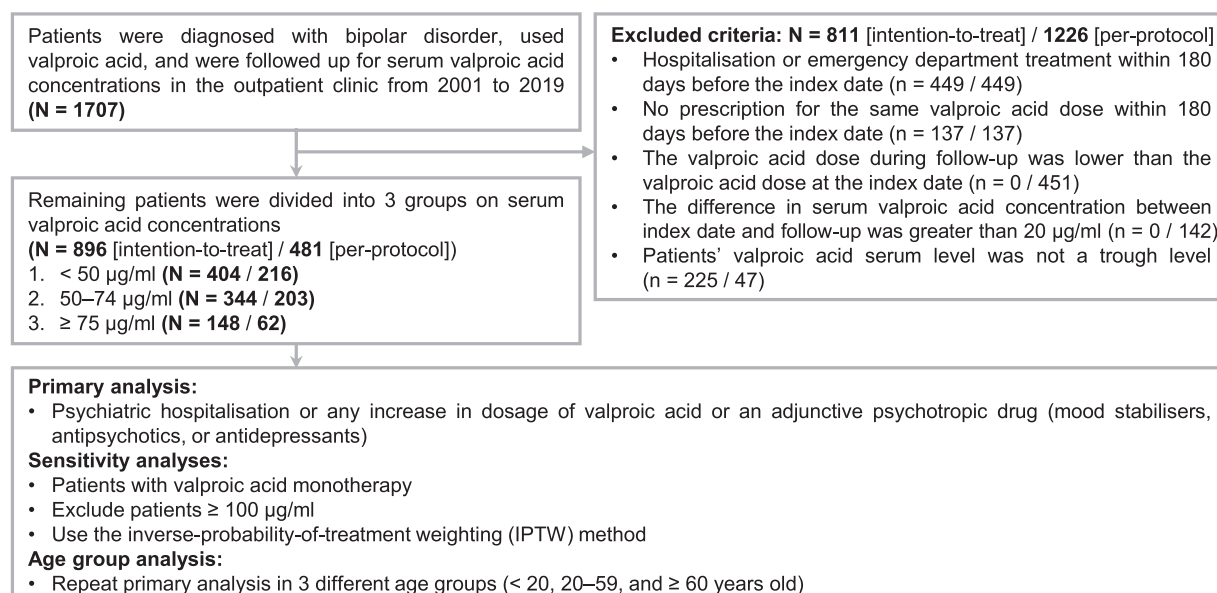 Patients were diagnosed with bipolar disorder, used
valproic acid, and were followed up for serum valproic acid
concentrations in the outpatient clinic from 2001 to 2019
(N = 1707)
Excluded criteria: N = 811 [intention-to-treat] / 1226 [per-protocol]
• Hospitalisation or emergency department treatment within 180
days before the index date (n = 449 / 449)
• No prescription for the same valproic acid dose within 180
days before the index date (n = 137 / 137)
• The valproic acid dose during follow-up was lower than the
valproic acid dose at the index date (n = 0 / 451)
• The difference in serum valproic acid concentration between
index date and follow-up was greater than 20 µg/ml (n = 0 / 142)
• Patients' valproic acid serum level was not a trough level
(n = 225 / 47)
Remaining patients were divided into 3 groups on serum
valproic acid concentrations
(N = 896 [intention-to-treat] / 481 [per-protocol])
1. < 50 µg/ml (N = 404 / 216)
2. 50–74 µg/ml (N = 344 / 203)
3. ≥ 75 µg/ml (N = 148 / 62)
Primary analysis:
• Psychiatric hospitalisation or any increase in dosage of valproic acid or an adjunctive psychotropic drug (mood stabilisers,
antipsychotics, or antidepressants)
Sensitivity analyses:
• Patients with valproic acid monotherapy
• Exclude patients ≥ 100 µg/ml
• Use the inverse-probability-of-treatment weighting (IPTW) method
Age group analysis:
• Repeat primary analysis in 3 different age groups (< 20, 20–59, and ≥ 60 years old)